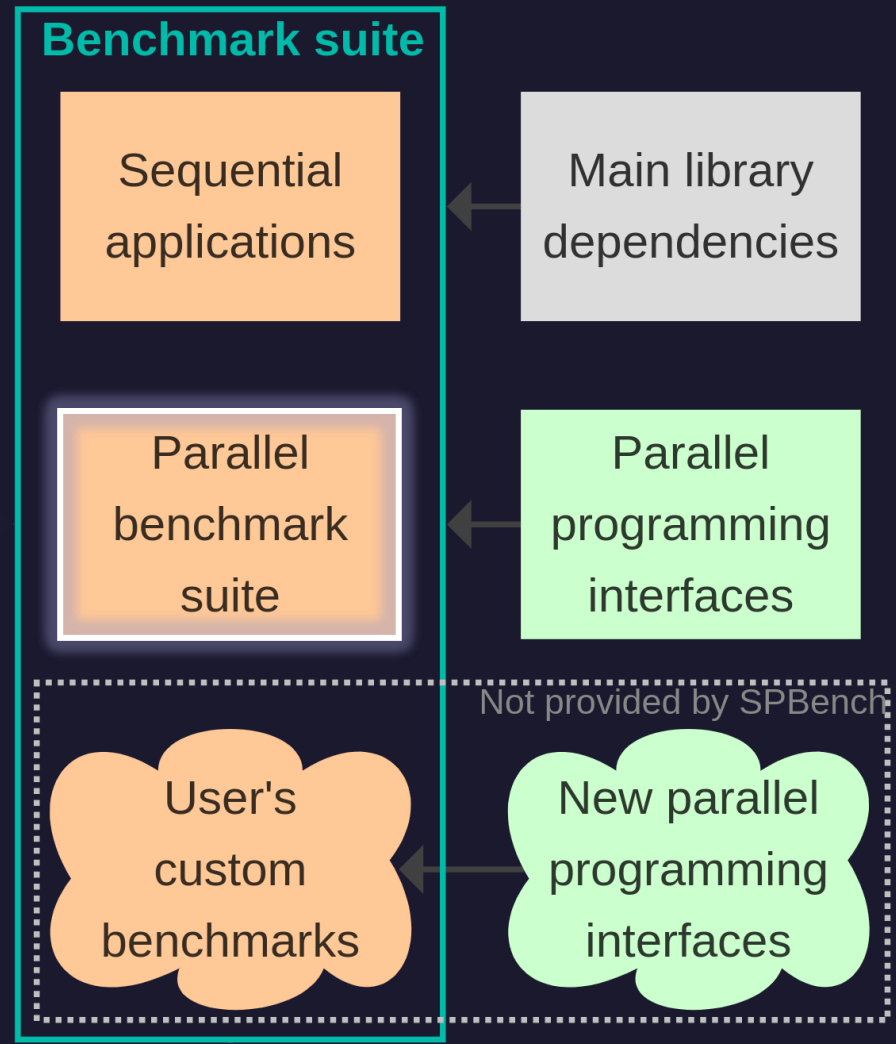 Benchmark suite
Sequential
applications
Main library
dependencies
Parallel
benchmark
suite
Parallel
programming
interfaces
Not provided by SPBench
User's
custom
benchmarks
New parallel
programming
interfaces